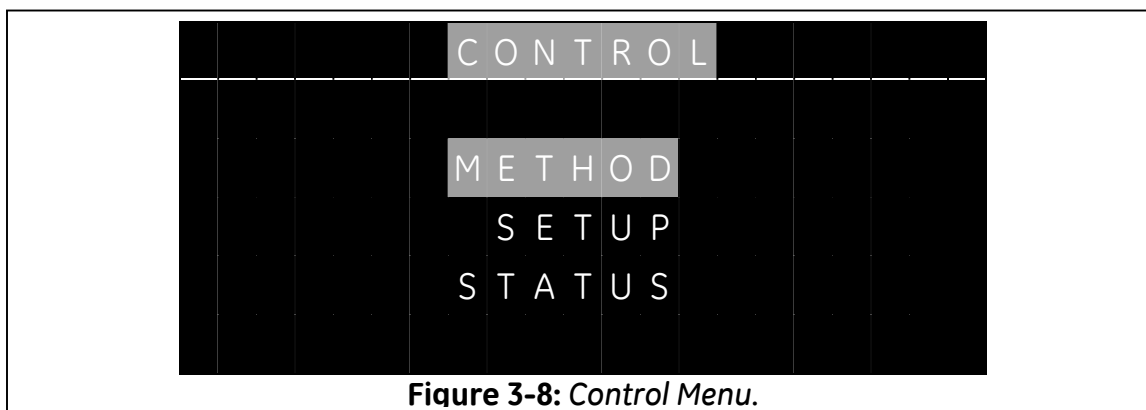 CONTROL
METHOD
SETUP
STATUS
Figure 3-8: Control Menu.